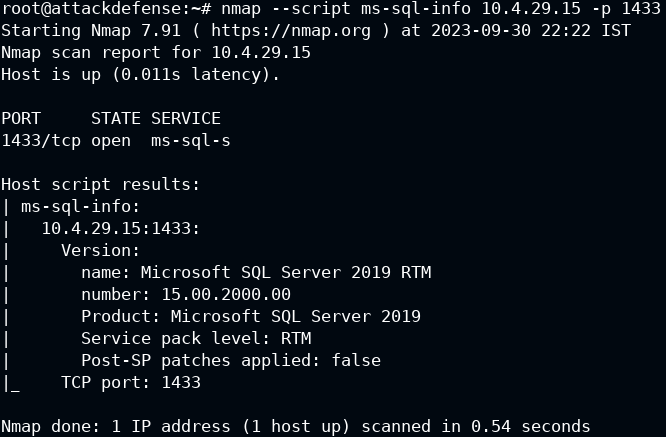 root@attackdefense:~# nmap --script ms-sql-info 10.4.29.15 -p 1433
Starting Nmap 7.91 ( https://nmap.org ) at 2023-09-30 22:22 IST
Nmap scan report for 10.4.29.15
Host is up (0.011s latency).

PORT     STATE SERVICE
1433/tcp open  ms-sql-s

Host script results:
| ms-sql-info:
|   10.4.29.15:1433:
|     Version:
|       name: Microsoft SQL Server 2019 RTM
|       number: 15.00.2000.00
|       Product: Microsoft SQL Server 2019
|       Service pack level: RTM
|       Post-SP patches applied: false
|_    TCP port: 1433

Nmap done: 1 IP address (1 host up) scanned in 0.54 seconds